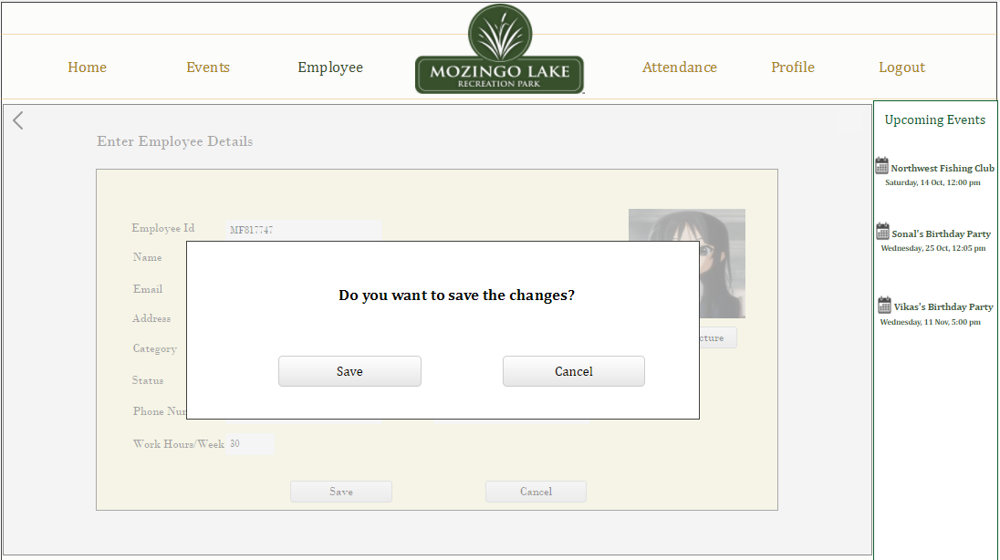 Home
Events
Employee
MOZINGO LAKE
RECREATION PARK
Attendance
Profile
Logout
Enter Employee Details
Employee Id MF817747
Name
Email
Address
Category
Status
Phone
Work Hours/Week 30
Save
Cancel
Do you want to save the changes?
Save
Cancel
Upcoming Events
Northwest Fishing Club
Saturday, 14 Oct, 12:00 pm
Sonal's Birthday Party
Wednesday, 25 Oct, 12:05 pm
Vikas's Birthday Party
Wednesday, 11 Nov, 5:00 pm